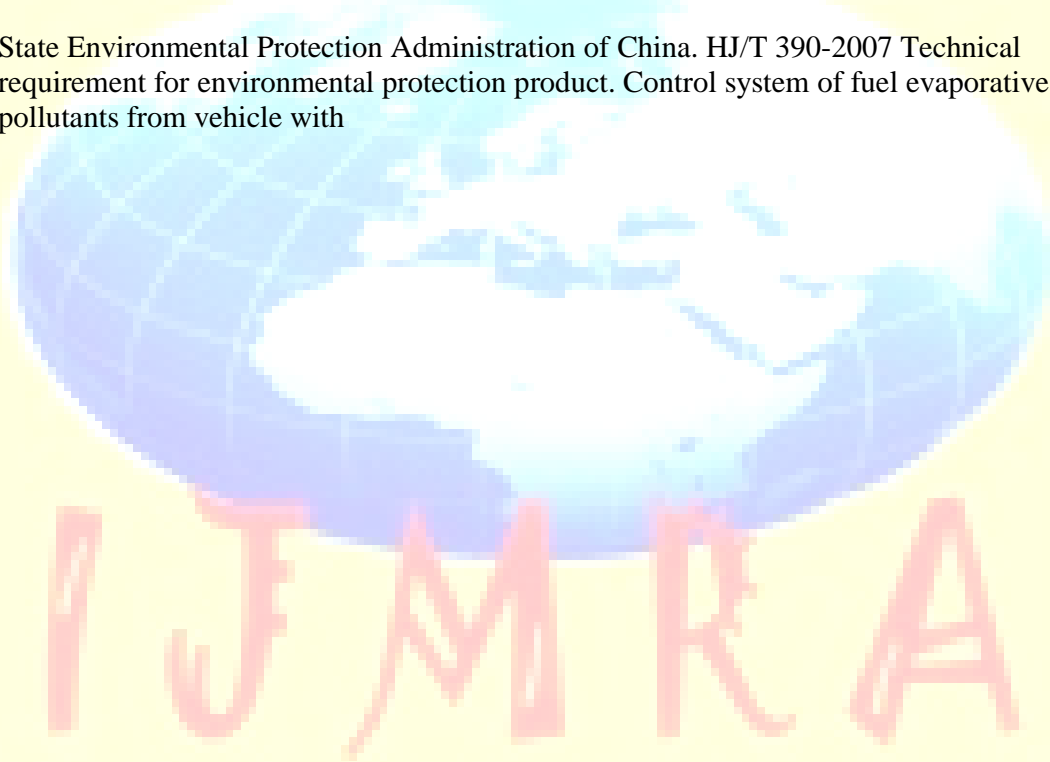 State Environmental Protection Administration of China. HJ/T 390-2007 Technical
requirement for environmental protection product. Control system of fuel evaporative
pollutants from vehicle with
IJMRA